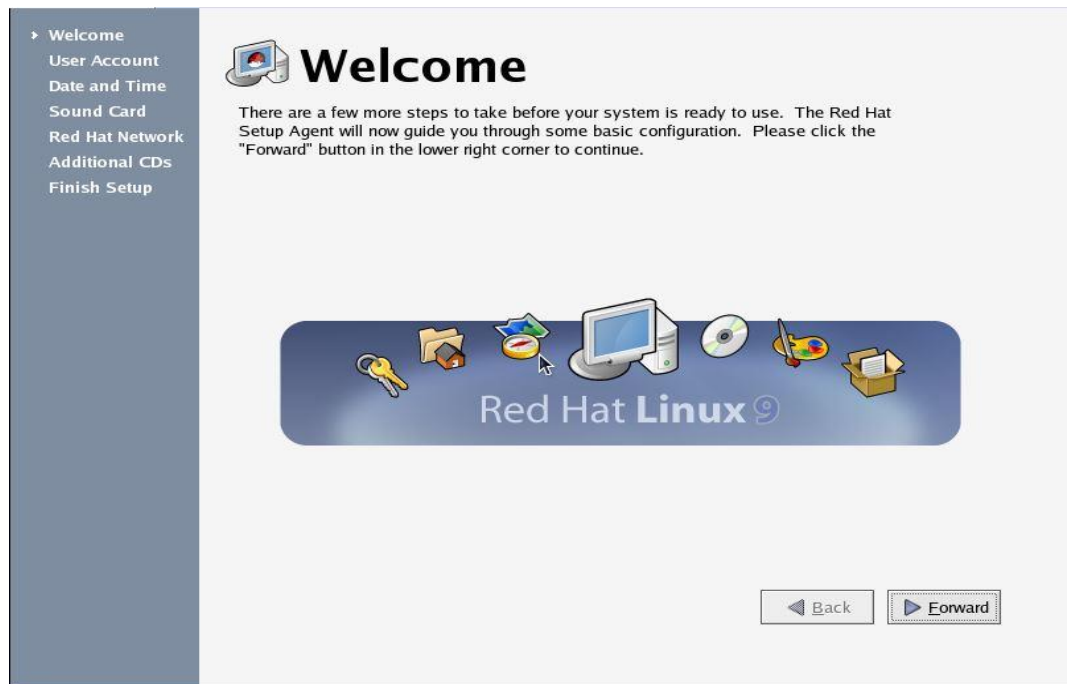 Welcome
User Account
Date and Time
Sound Card
Red Hat Network
Additional CDs
Finish Setup
Welcome
There are a few more steps to take before your system is ready to use. The Red Hat
Setup Agent will now guide you through some basic configuration. Please click the
"Forward" button in the lower right corner to continue.
Red Hat Linux 9
Back
Forward